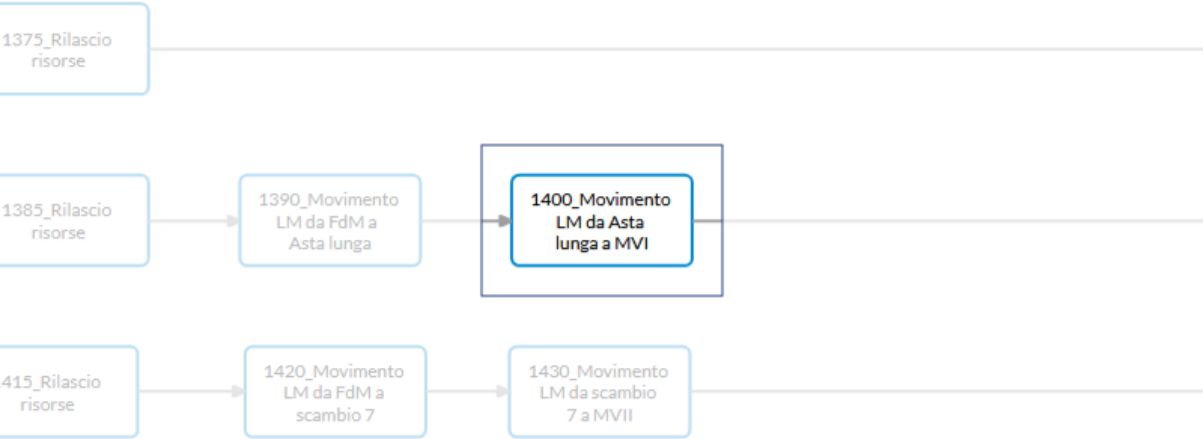 1375_Rilascio
risorse
1385_Rilascio
risorse
1390_Movimento
LM da FdM a
Asta lunga
1400_Movimento
LM da Asta
lunga a MVI
415_Rilascio
risorse
1420_Movimento
LM da FdM a
scambio 7
1430_Movimento
LM da scambio
7 a MVII